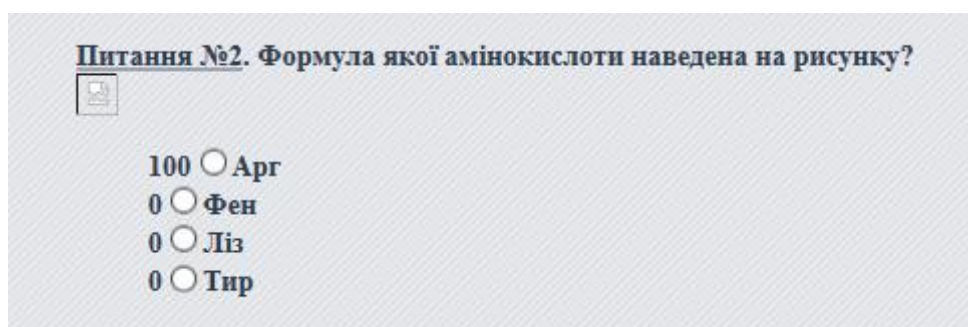 Питання №2. Формула якої амінокислоти наведена на рисунку?
100 Арг
0 Фен
0 Ліз
0 Тир